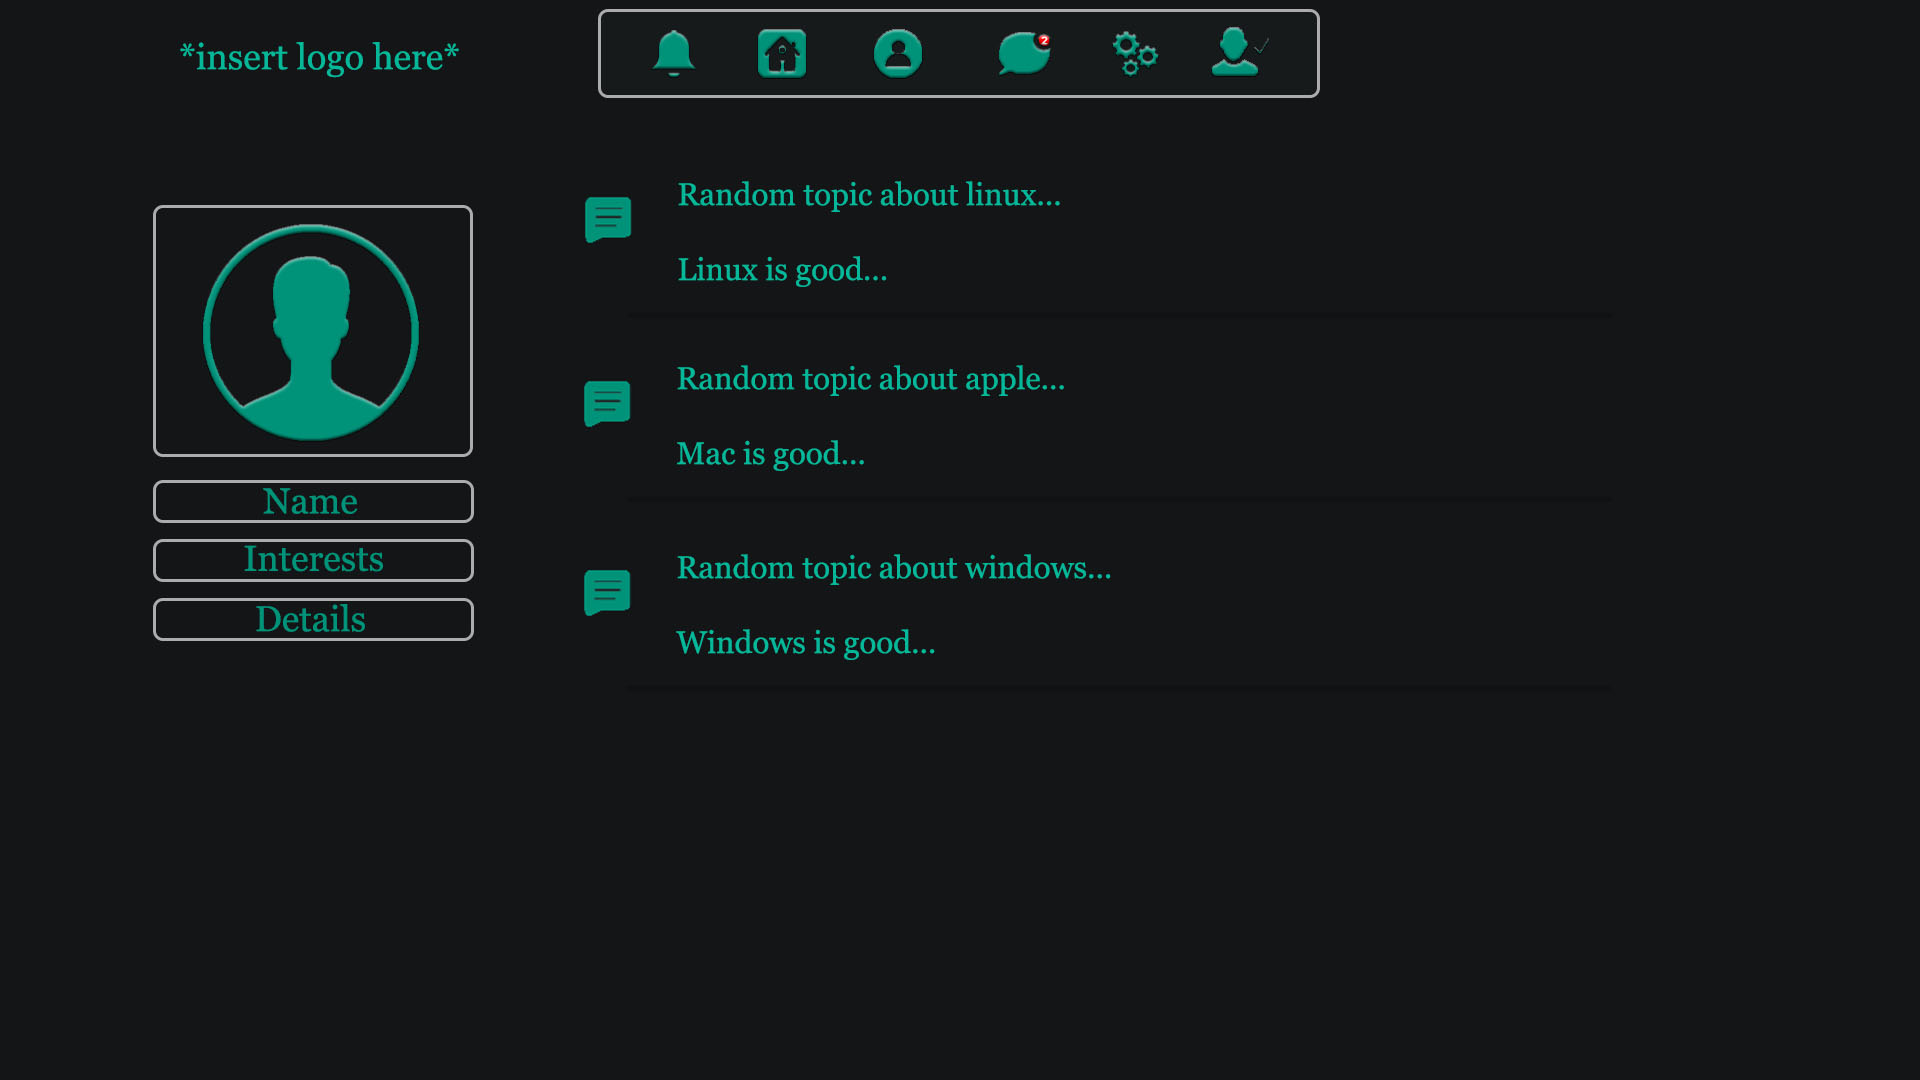 *insert logo here*
2
Random topic about linux...
Linux is good...
Random topic about apple...
Mac is good...
Random topic about windows...
Windows is good...
Name
Interests
Details